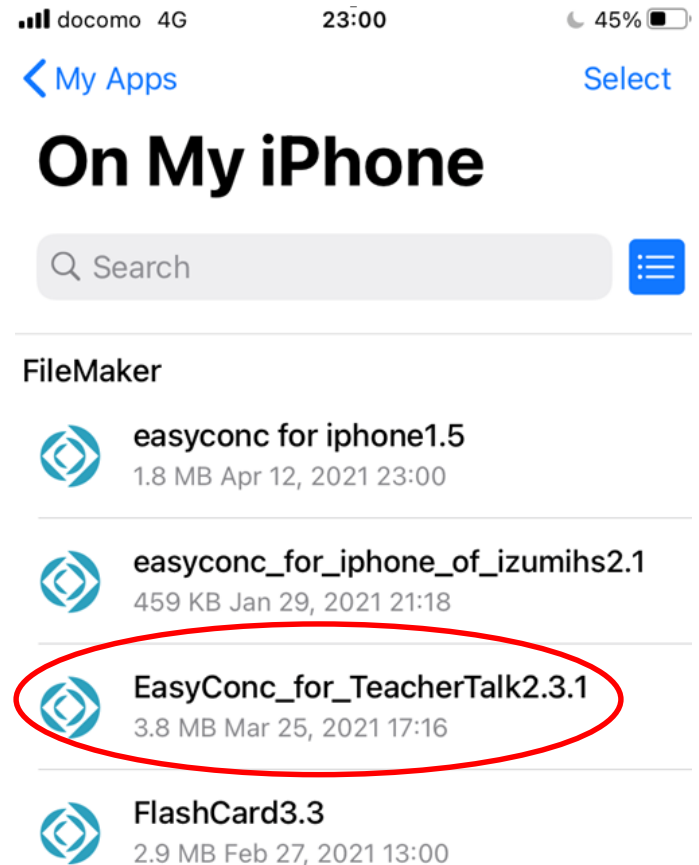 docomo 4G 23:00 45%
My Apps Select
On My iPhone
Search
FileMaker
easyconc for iphone1.5
1.8 MB Apr 12, 2021 23:00
easyconc_for_iphone_of_izumihs2.1
459 KB Jan 29, 2021 21:18
EasyConc_for_TeacherTalk2.3.1
3.8 MB Mar 25, 2021 17:16
FlashCard3.3
2.9 MB Feb 27, 2021 13:00